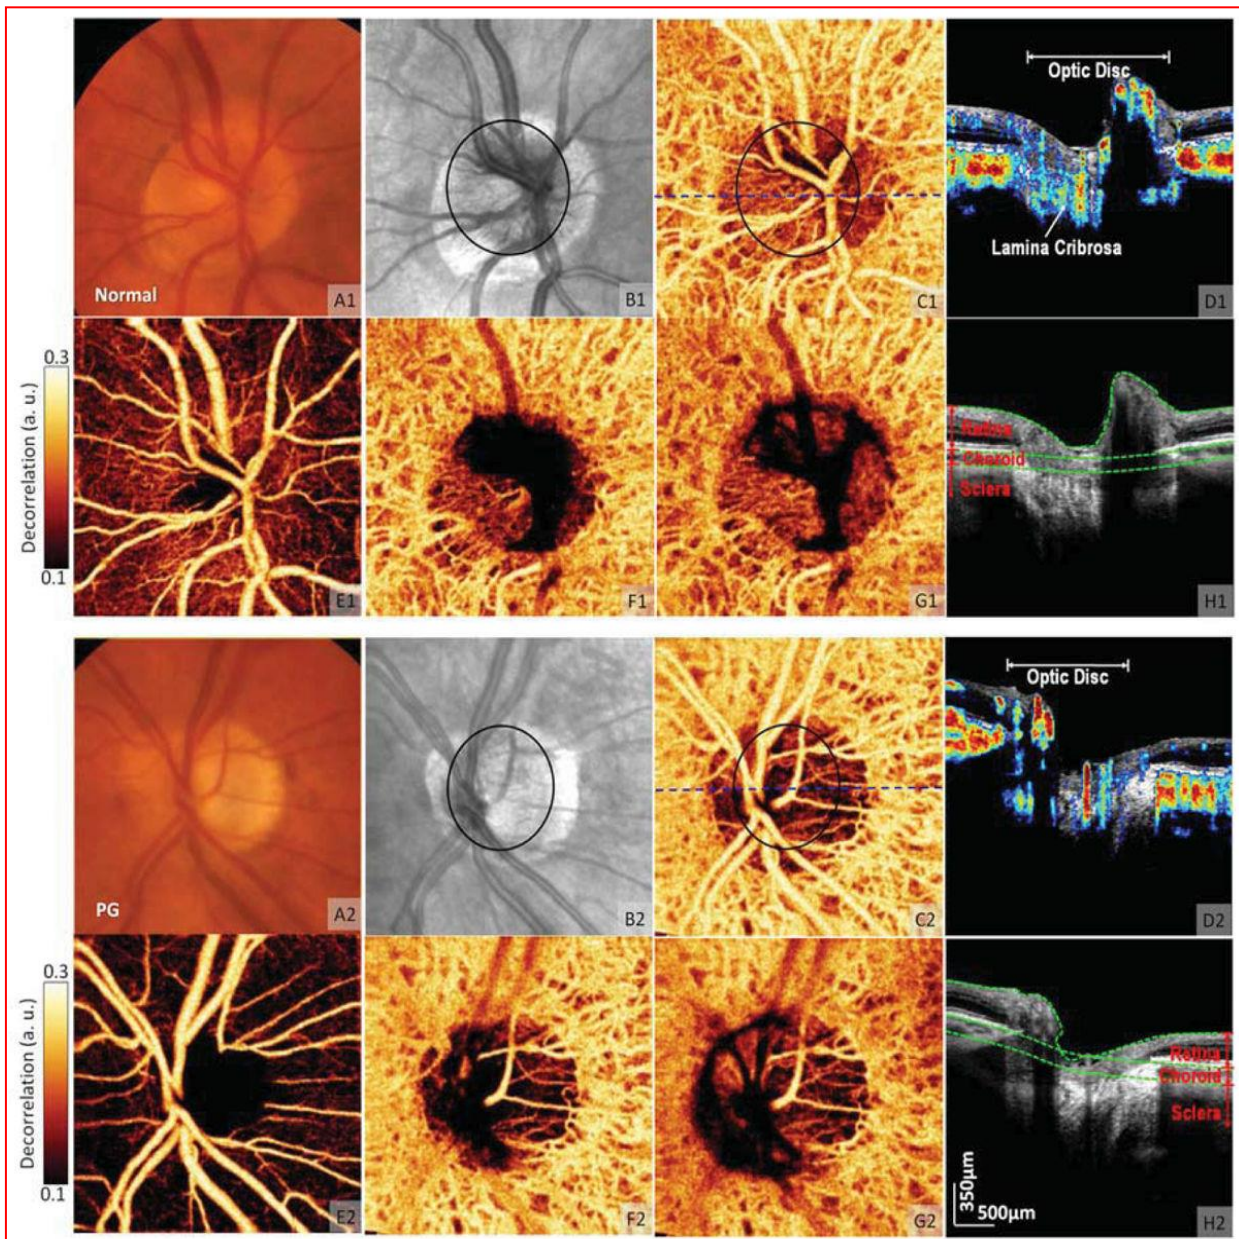 Normal
A1
B1
C1
Optic Disc
Lamina Cribrosa
D1
Decorrelation (a. u.)
0.3
0.1
E1
F1
G1
Retina
Choroid
Sclera
H1
PG
A2
B2
C2
Optic Disc
D2
Decorrelation (a. u.)
0.3
0.1
E2
F2
G2
Retina
Choroid
Sclera
350μm
500μm
H2